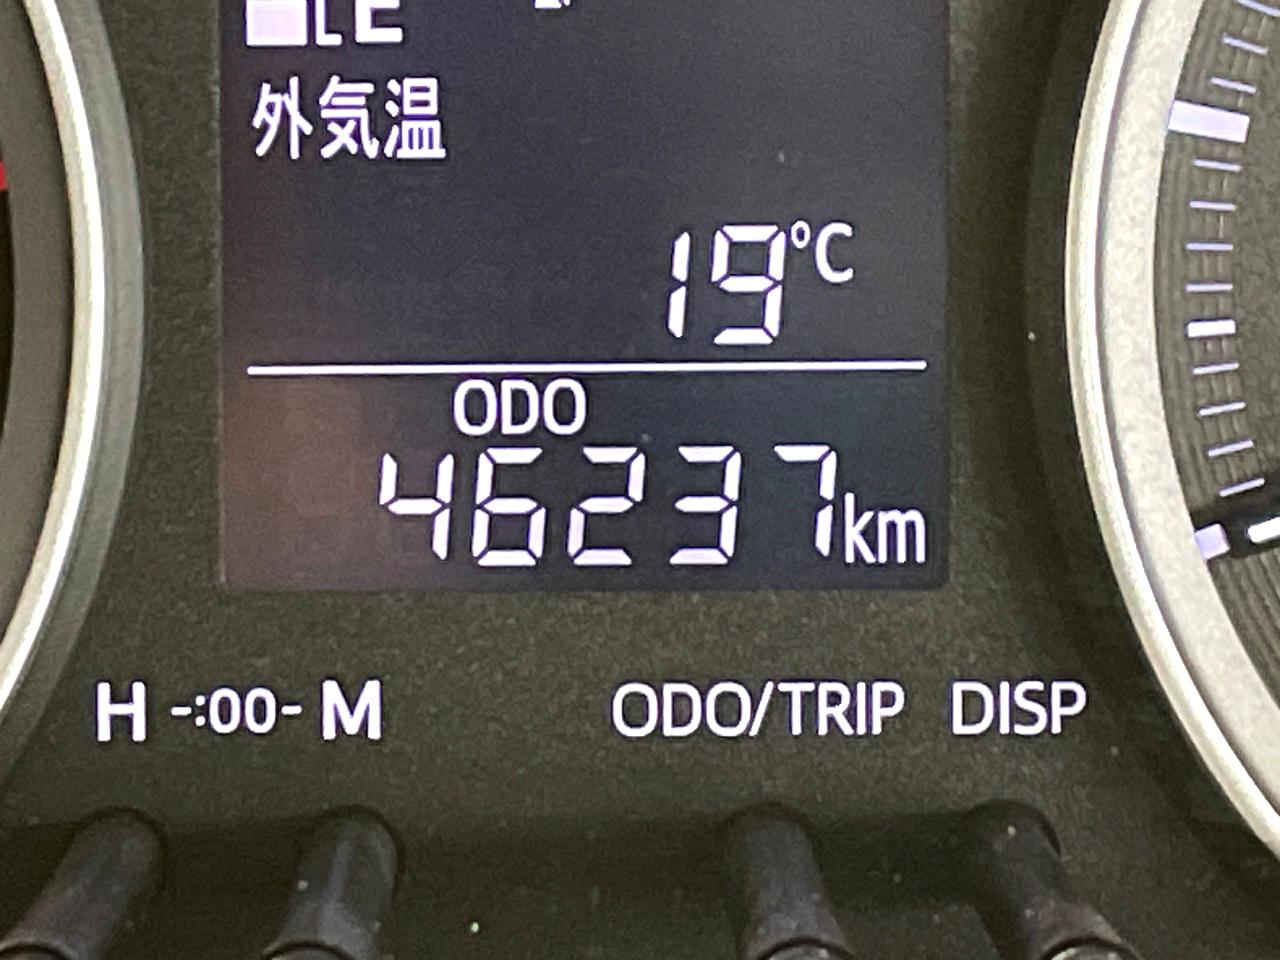 E
外気温
19°C
ODO
46237km
H -:00- M
ODO/TRIP DISP